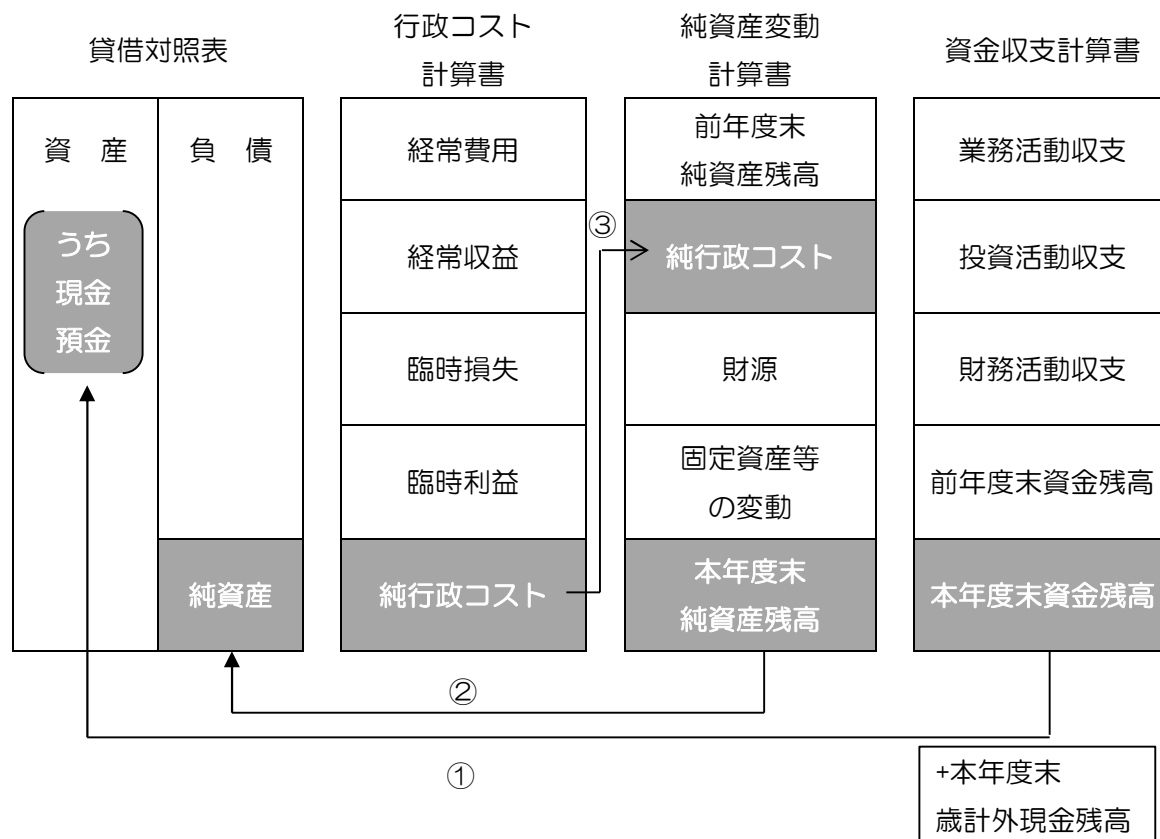 貸借対照表
資　産
うち
現金
預金
負　債
純資産
行政コスト
計算書
経常費用
経常収益
臨時損失
臨時利益
純行政コスト
純資産変動
計算書
前年度末
純資産残高
③
純行政コスト
財源
固定資産等
の変動
本年度末
純資産残高
資金収支計算書
業務活動収支
投資活動収支
財務活動収支
前年度末資金残高
本年度末資金残高
②
①
+本年度末
歳計外現金残高